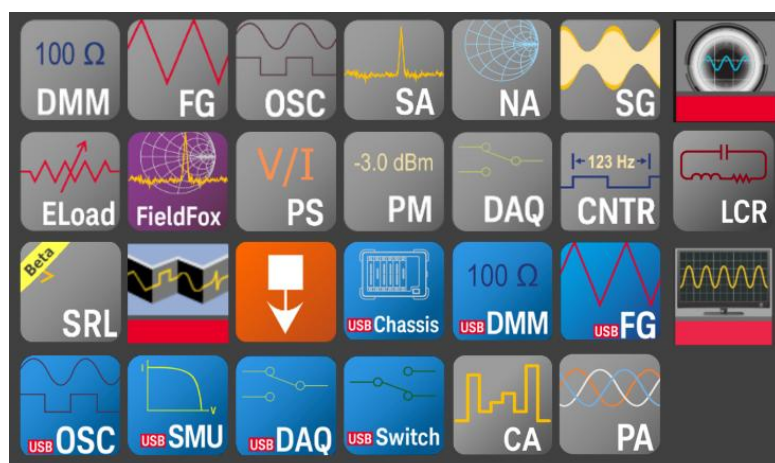 100 Ω
DMM
FG
OSC
SA
NA
SG
ELoad
FieldFox
V/I
PS
-3.0 dBm
PM
DAQ
123 Hz
CNTR
LCR
Beta
>
SRL
USB Chassis
100 Ω
USB DMM
USB FG
USB OSC
I
V
USB SMU
USB DAQ
USB Switch
CA
PA